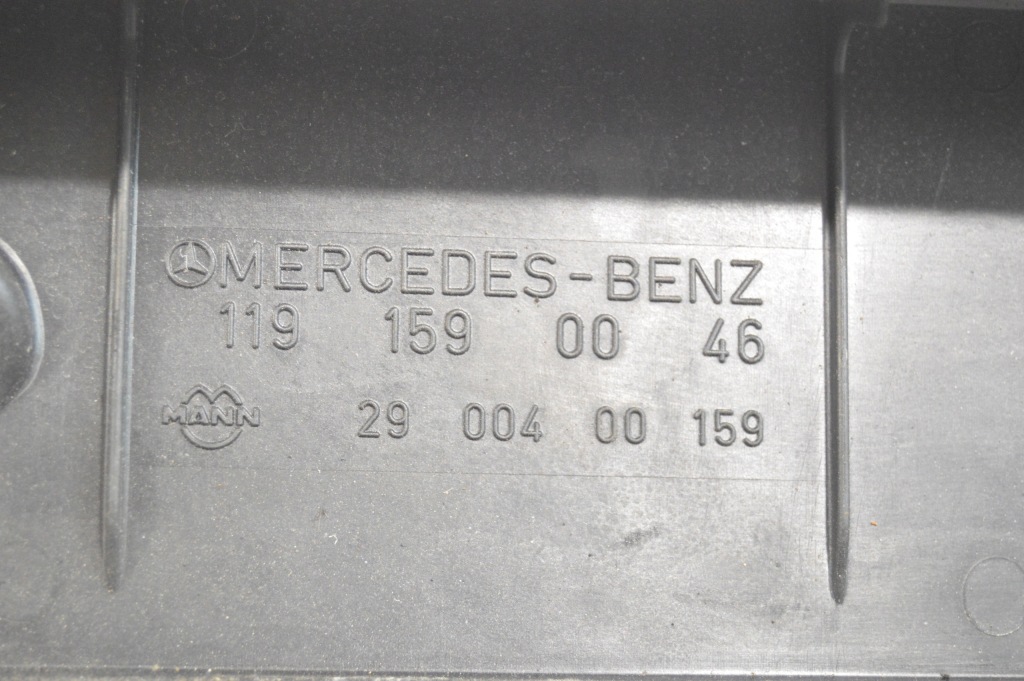 MERCEDES-BENZ
119 159 00 46
MANN 29 004 00 159